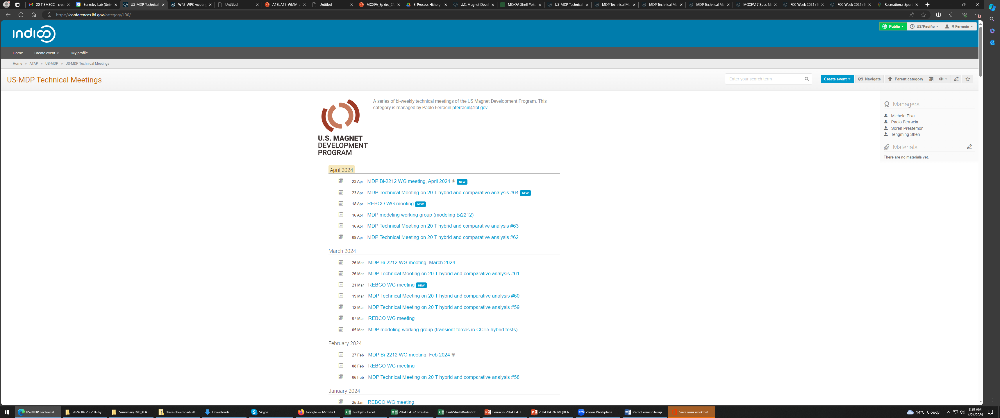 20 T SMSCC - cros
Berkeley Lab (Univ
US-MDP Technical
WP2-WP3 meeting
Untitled
A13bA17-WMM-v
Untitled
MQXFA_Spkies_24
3-Process History
U.S. Magnet Devel
MQXFA Shell-Yoke
US-MDP Technical
MDP Technical Me
MDP Technical Me
MDP Technical Me
MQXFA17 Spec M
FCC Week 2024 (1
FCC Week 2024 (1
Recreational Sport
https://conferences.lbl.gov/category/100/
indico
Public
US/Pacific
P. Ferracin
Home Create event My profile
Home » ATAP » US-MDP » US-MDP Technical Meetings
US-MDP Technical Meetings
Enter your search term
Create event
Navigate
Parent category
A series of bi-weekly technical meetings of the US Magnet Development Program. This
category is managed by Paolo Ferracin pferracin@lbl.gov.
U.S. MAGNET
DEVELOPMENT
PROGRAM
Managers
Michele Pixa
Paolo Ferracin
Soren Prestemon
Tengming Shen
Materials
There are no materials yet.
April 2024
23 Apr MDP Bi-2212 WG meeting, April 2024 NEW
23 Apr MDP Technical Meeting on 20 T hybrid and comparative analysis #64 NEW
18 Apr REBCO WG meeting NEW
16 Apr MDP modeling working group (modeling Bi2212)
16 Apr MDP Technical Meeting on 20 T hybrid and comparative analysis #63
09 Apr MDP Technical Meeting on 20 T hybrid and comparative analysis #62
March 2024
26 Mar MDP Bi-2212 WG meeting, March 2024
26 Mar MDP Technical Meeting on 20 T hybrid and comparative analysis #61
21 Mar REBCO WG meeting NEW
19 Mar MDP Technical Meeting on 20 T hybrid and comparative analysis #60
12 Mar MDP Technical Meeting on 20 T hybrid and comparative analysis #59
07 Mar REBCO WG meeting
05 Mar MDP modeling working group (transient forces in CCT5 hybrid tests)
February 2024
27 Feb MDP Bi-2212 WG meeting, Feb 2024
08 Feb REBCO WG meeting
06 Feb MDP Technical Meeting on 20 T hybrid and comparative analysis #58
January 2024
25 Jan REBCO WG meeting
US-MDP Technical ...
2024_04_23_20T-hy...
Summary_MQXFA
drive-download-20...
Downloads
Skype
Google — Mozilla F...
budget - Excel
2024_04_22_Pre-loa...
CoilsShellsRodsPlot...
Ferracin_2024_04_3...
2024_04_26_MQXFA...
Zoom Workplace
PaoloFerracinTemp...
Save your work bef...
14°C Cloudy
8:39 AM
4/24/2024